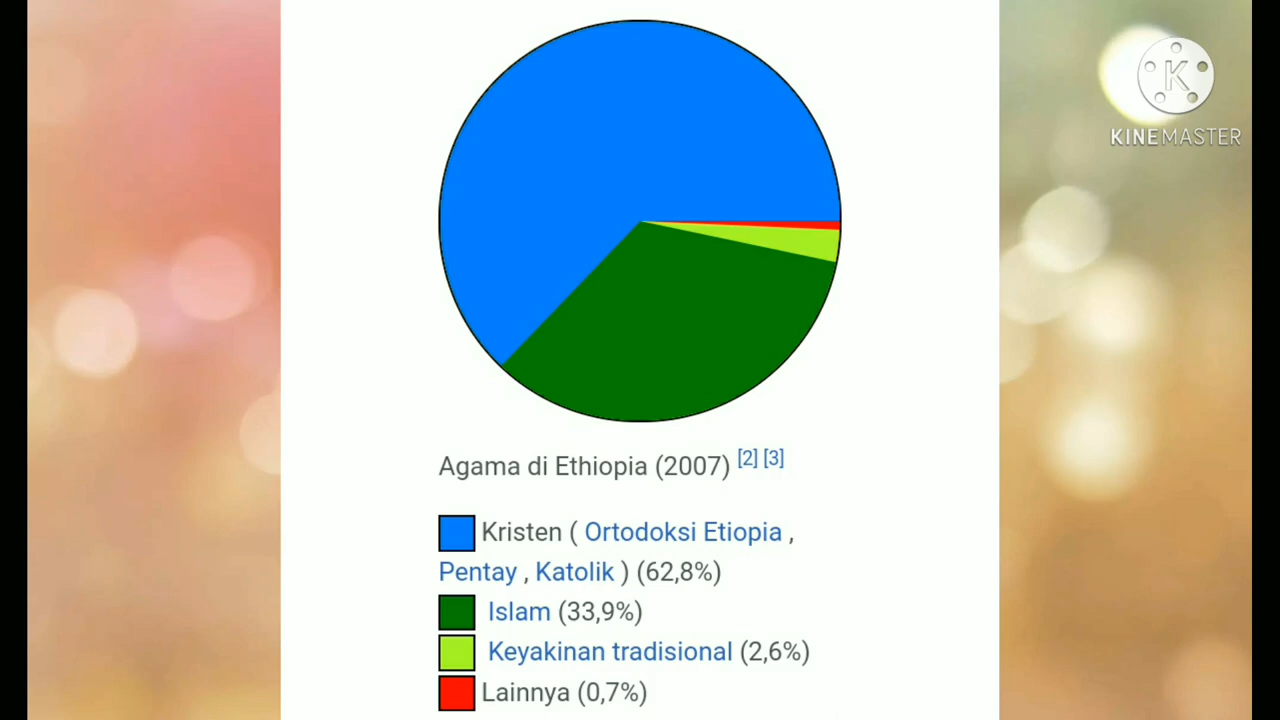 K
KINEMASTER
Agama di Ethiopia (2007) [2] [3]
Kristen ( Ortodoksi Etiopia ,
Pentay , Katolik ) (62,8%)
Islam (33,9%)
Keyakinan tradisional (2,6%)
Lainnya (0,7%)